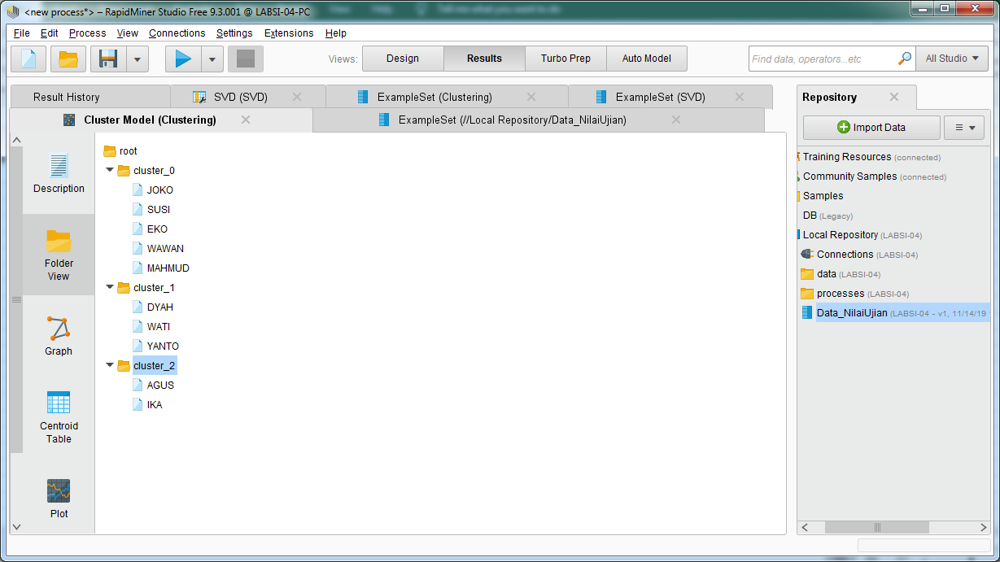 <new process*> – RapidMiner Studio Free 9.3.001 @ LABSI-04-PC
File Edit Process View Connections Settings Extensions Help
Views: Design Results Turbo Prep Auto Model Find data, operators...etc All Studio
Result History SVD (SVD) ExampleSet (Clustering) ExampleSet (SVD)
Cluster Model (Clustering) ExampleSet (//Local Repository/Data_NilaiUjian)
Description
Folder
View
Graph
Centroid
Table
Plot
root
cluster_0
JOKO
SUSI
EKO
WAWAN
MAHMUD
cluster_1
DYAH
WATI
YANTO
cluster_2
AGUS
IKA
Repository
Import Data
Training Resources (connected)
Community Samples (connected)
Samples
DB (Legacy)
Local Repository (LABSI-04)
Connections (LABSI-04)
data (LABSI-04)
processes (LABSI-04)
Data_NilaiUjian (LABSI-04 - v1, 11/14/19